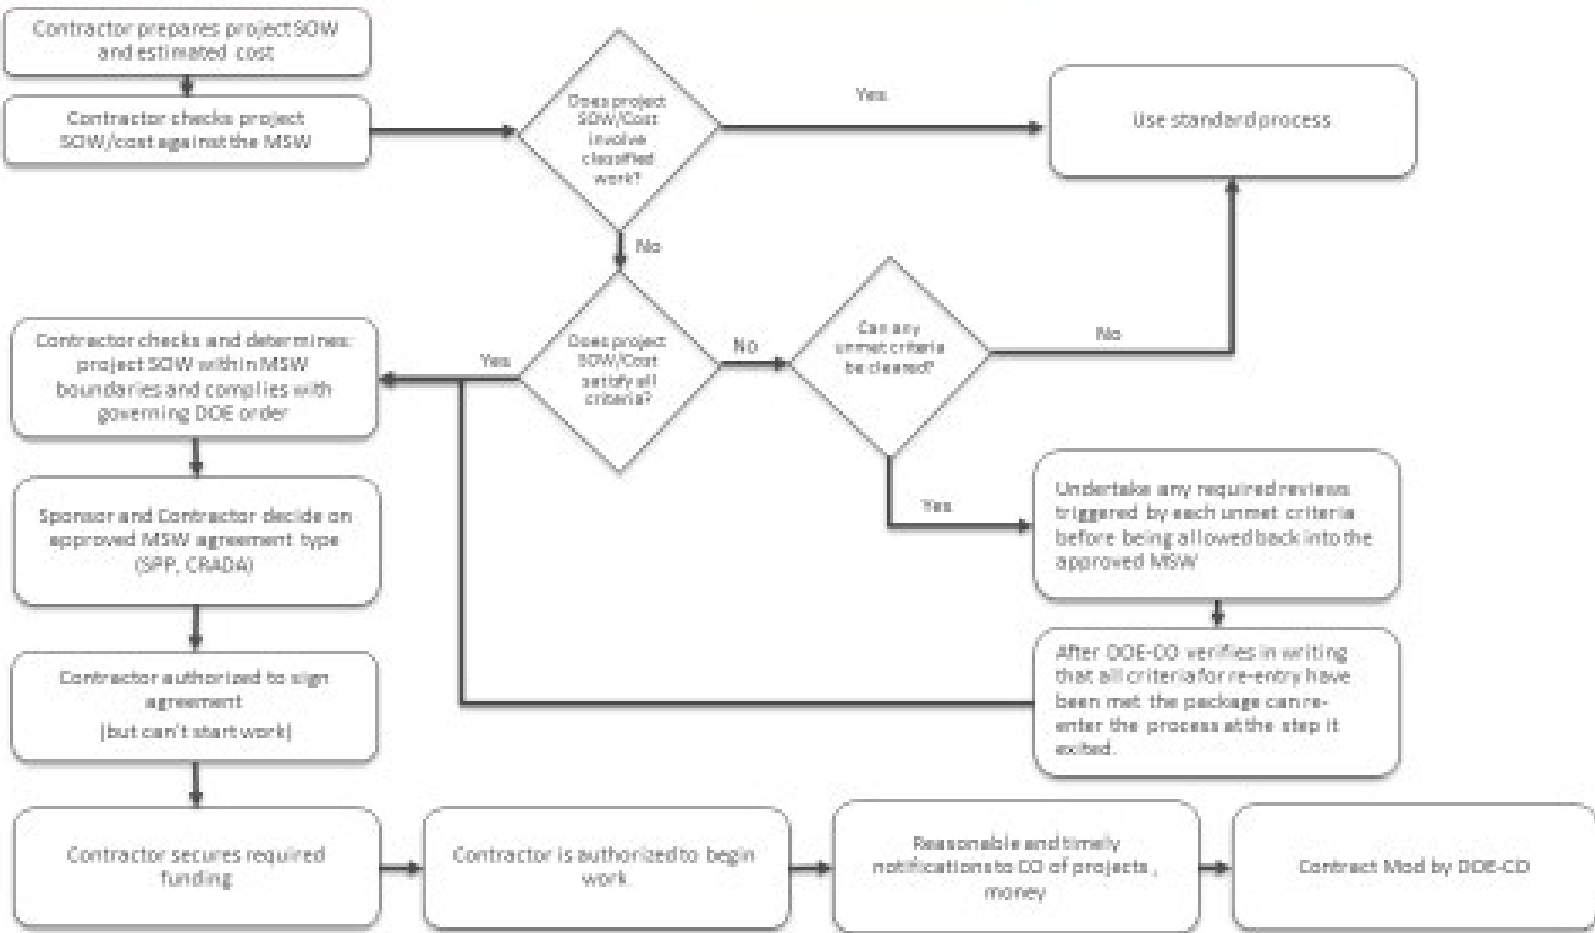 Contractor prepares project SOW
and estimated cost
Contractor checks project
SOW/cost against the MSW
Does project
SOW/Cost
involve
classified
work?
Yes
Use standard process
No
Does project
SOW/Cost
satisfy all
criteria?
No
Can any
unmet criteria
be cleared?
No
Yes
Contractor checks and determines:
project SOW within MSW
boundaries and complies with
governing DOE order
Yes
Undertake any required reviews
triggered by each unmet criteria
before being allowed back into the
approved MSW
Sponsor and Contractor decide on
approved MSW agreement type
(SPP, CRADA)
After DOE-CO verifies in writing
that all criteria for re-entry have
been met the package can re-
enter the process at the step it
exited.
Contractor authorized to sign
agreement
(but can't start work)
Contractor secures required
funding
Contractor is authorized to begin
work
Reasonable and timely
notifications to CO of projects,
money
Contract Mod by DOE-CO